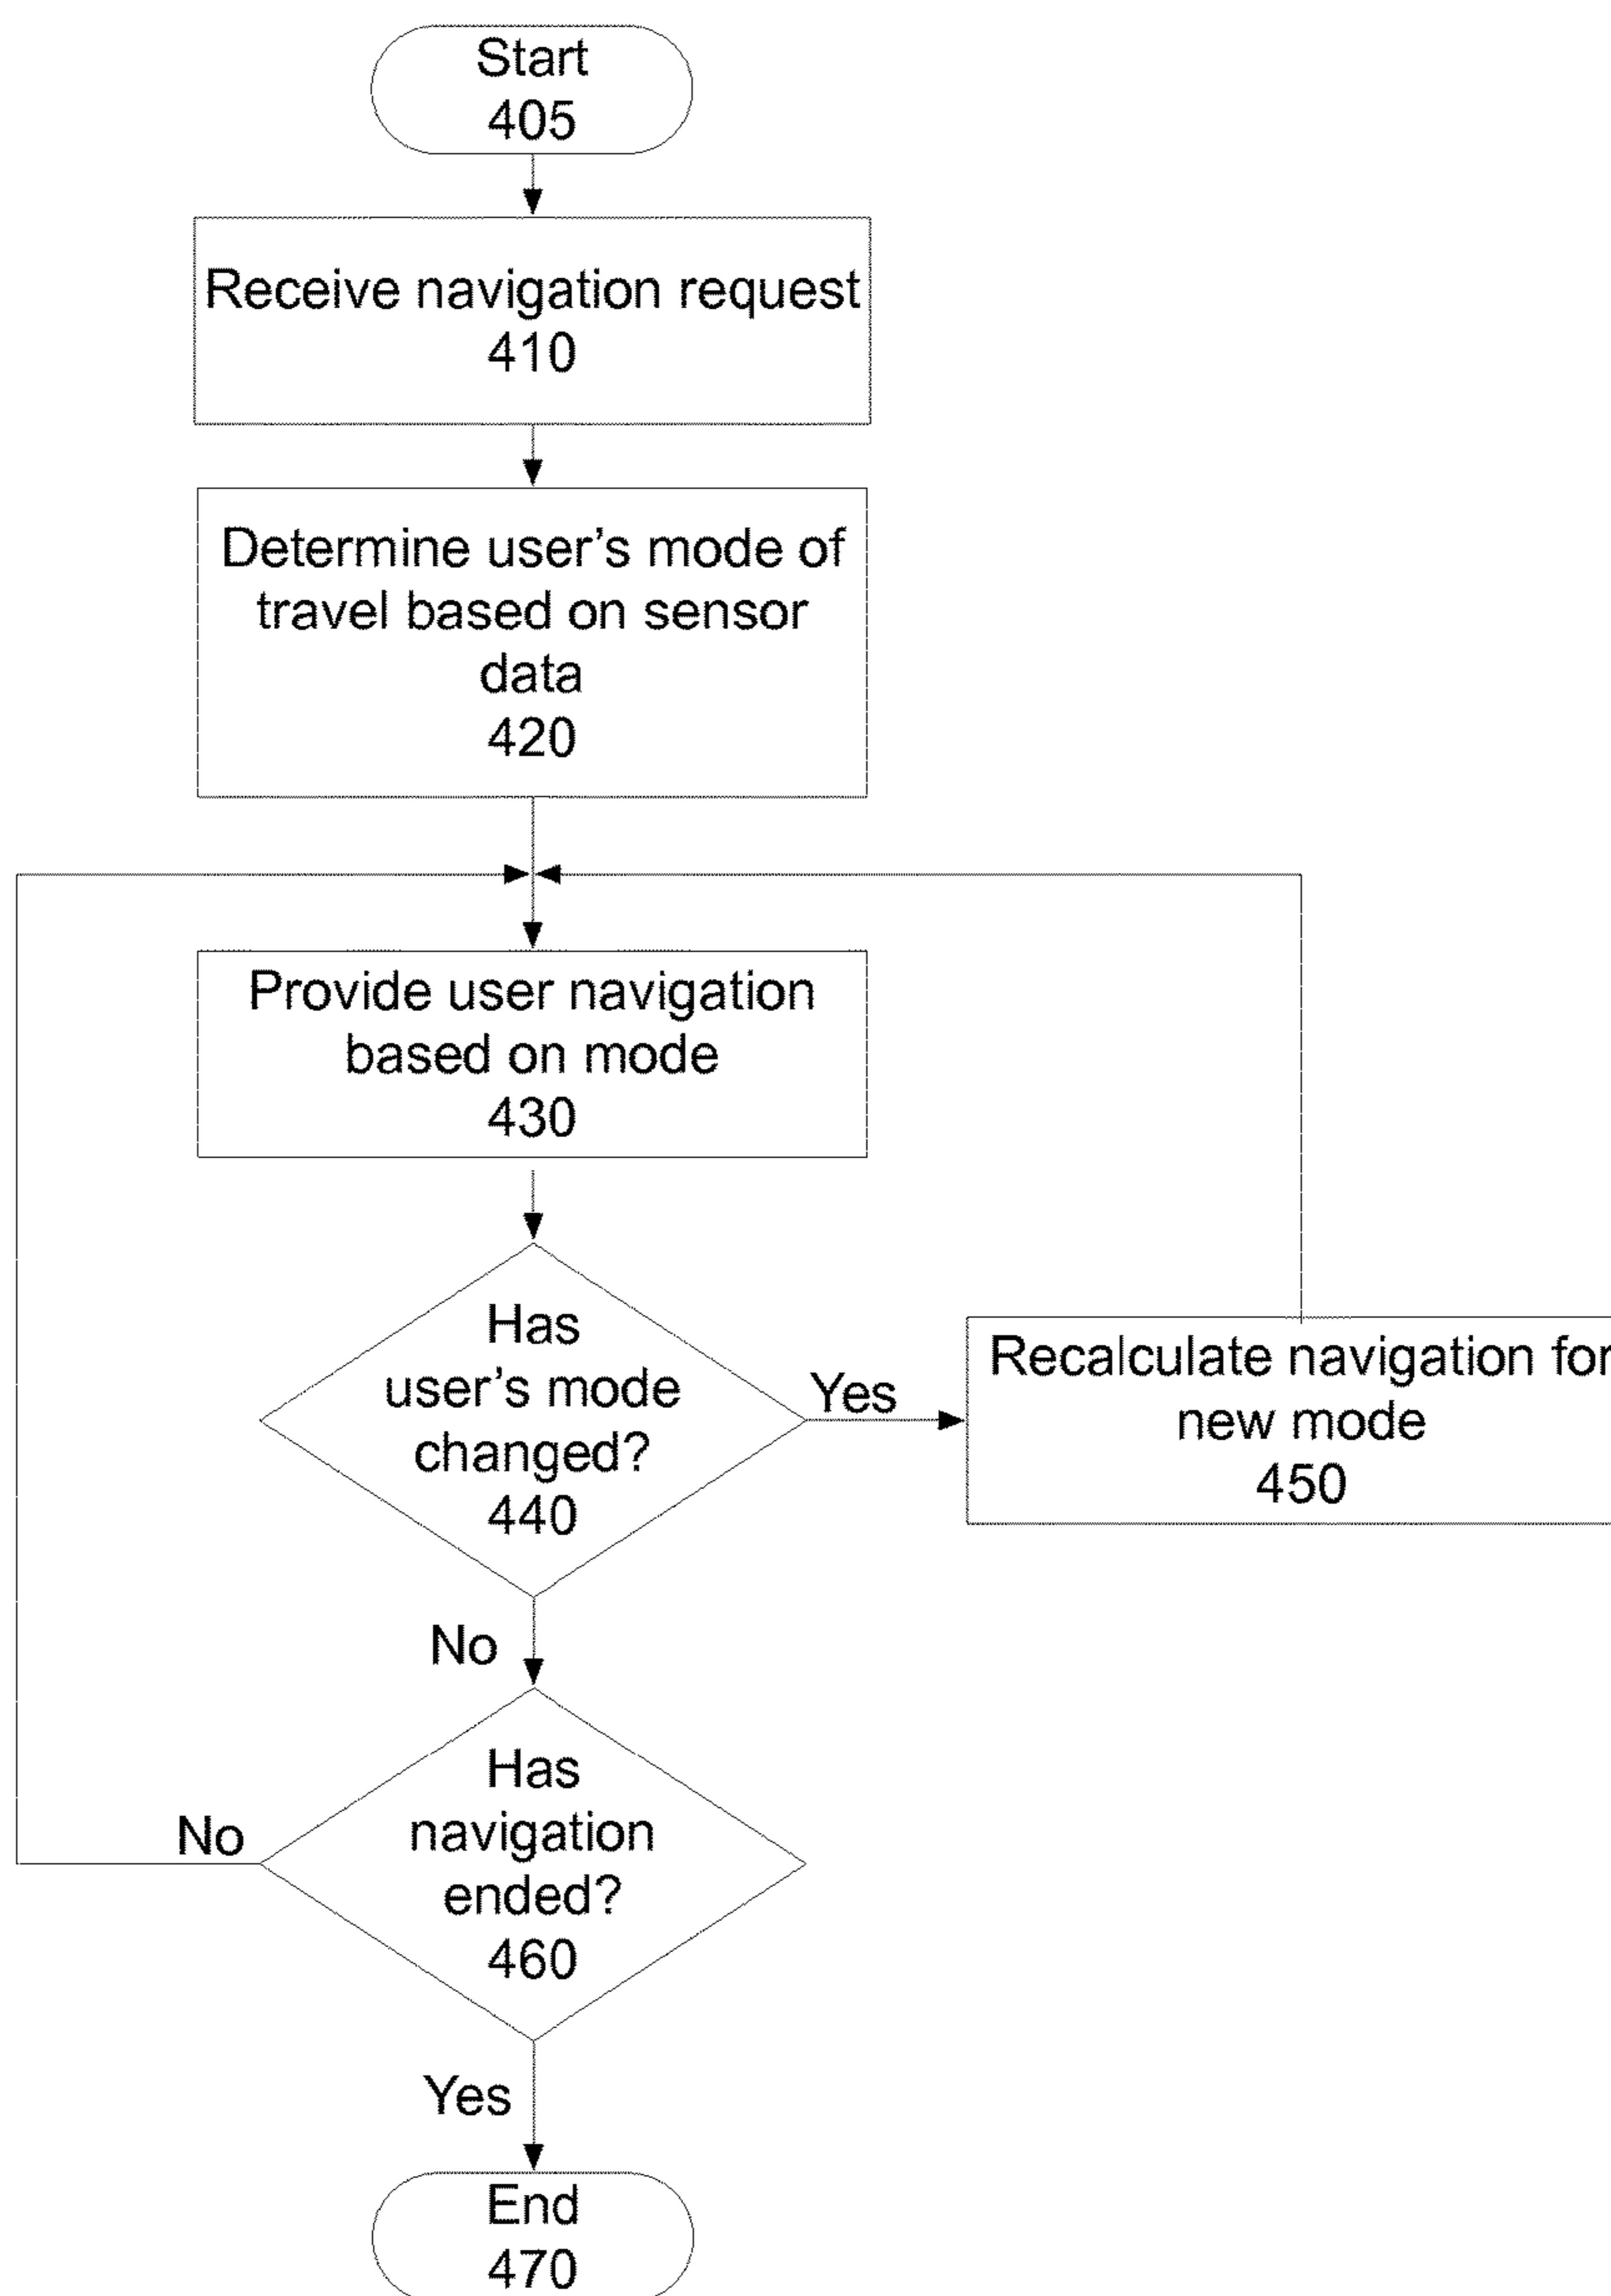 Start
405
Receive navigation request
410
Determine user’s mode of
travel based on sensor
data
420
Provide user navigation
based on mode
430
Has
user’s mode
changed?
440
Yes
Recalculate navigation for
new mode
450
No
Has
navigation
ended?
460
No
Yes
End
470